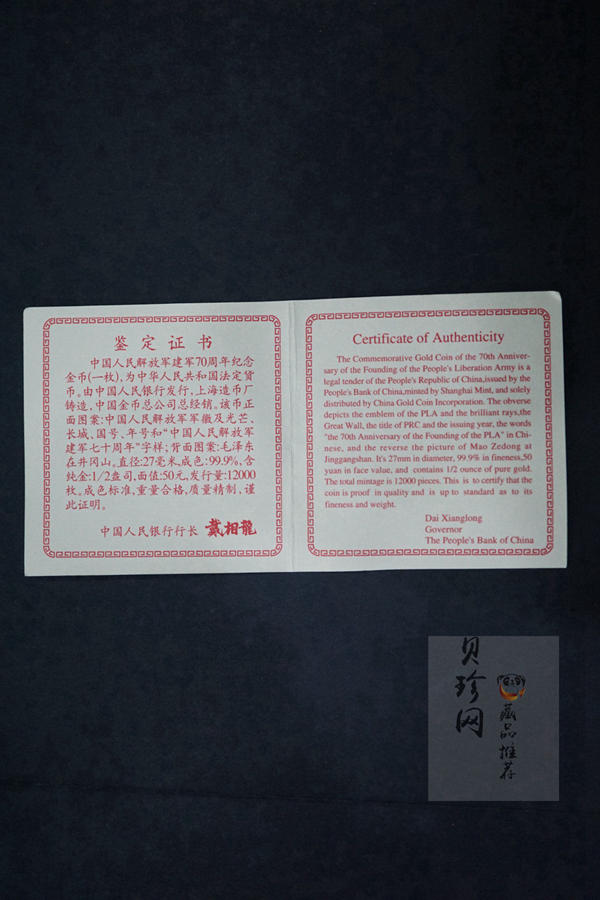 鉴定证书
中国人民解放军建军70周年纪念
金币(一枚),为中华人民共和国法定货
币。由中国人民银行发行,上海造币厂
铸造,中国金币总公司总经销。该币正
面图案:中国人民解放军军徽及光芒、
长城、国号、年号和"中国人民解放军
建军七十周年"字样;背面图案:毛泽东
在井冈山。直径:27毫米,成色:99.9%,含
纯金:1/2盎司,面值:50元,发行量:12000
枚。成色标准,重量合格,质量精制,谨
此证明。
中国人民银行行长 戴相龍
Certificate of Authenticity
The Commemorative Gold Coin of the 70th Anniver-
sary of the Founding of the People's Liberation Army is a
legal tender of the People's Republic of China,issued by the
People's Bank of China,minted by Shanghai Mint, and solely
distributed by China Gold Coin Incorporation. The obverse
depicts the emblem of the PLA and the brilliant rays,the
Great Wall, the title of PRC and the issuing year, the words
"the 70th Anniversary of the Founding of the PLA" in Chi-
nese, and the reverse the picture of Mao Zedong at
Jinggangshan. It's 27mm in diameter, 99.9% in fineness,50
yuan in face value, and contains 1/2 ounce of pure gold.
The total mintage is 12000 pieces. This is to certify that the
coin is proof in quality and is up to standard as to its
fineness and weight.
Dai Xianglong
Governor
The People's Bank of China
贝珍网
藏品推荐